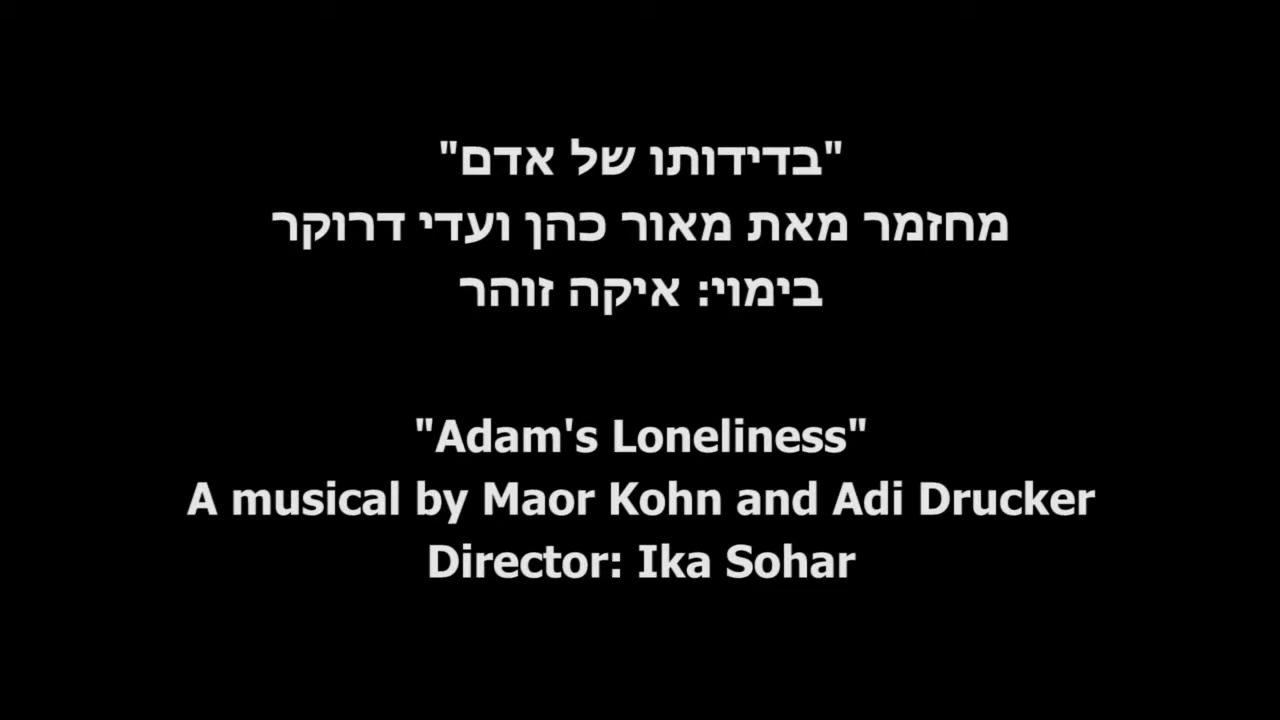 "בדידותו של אדם"
מחזמר מאת מאור כהן ועדי דרוקר
בימוי: איקה זוהר
"Adam's Loneliness"
A musical by Maor Kohn and Adi Drucker
Director: Ika Sohar